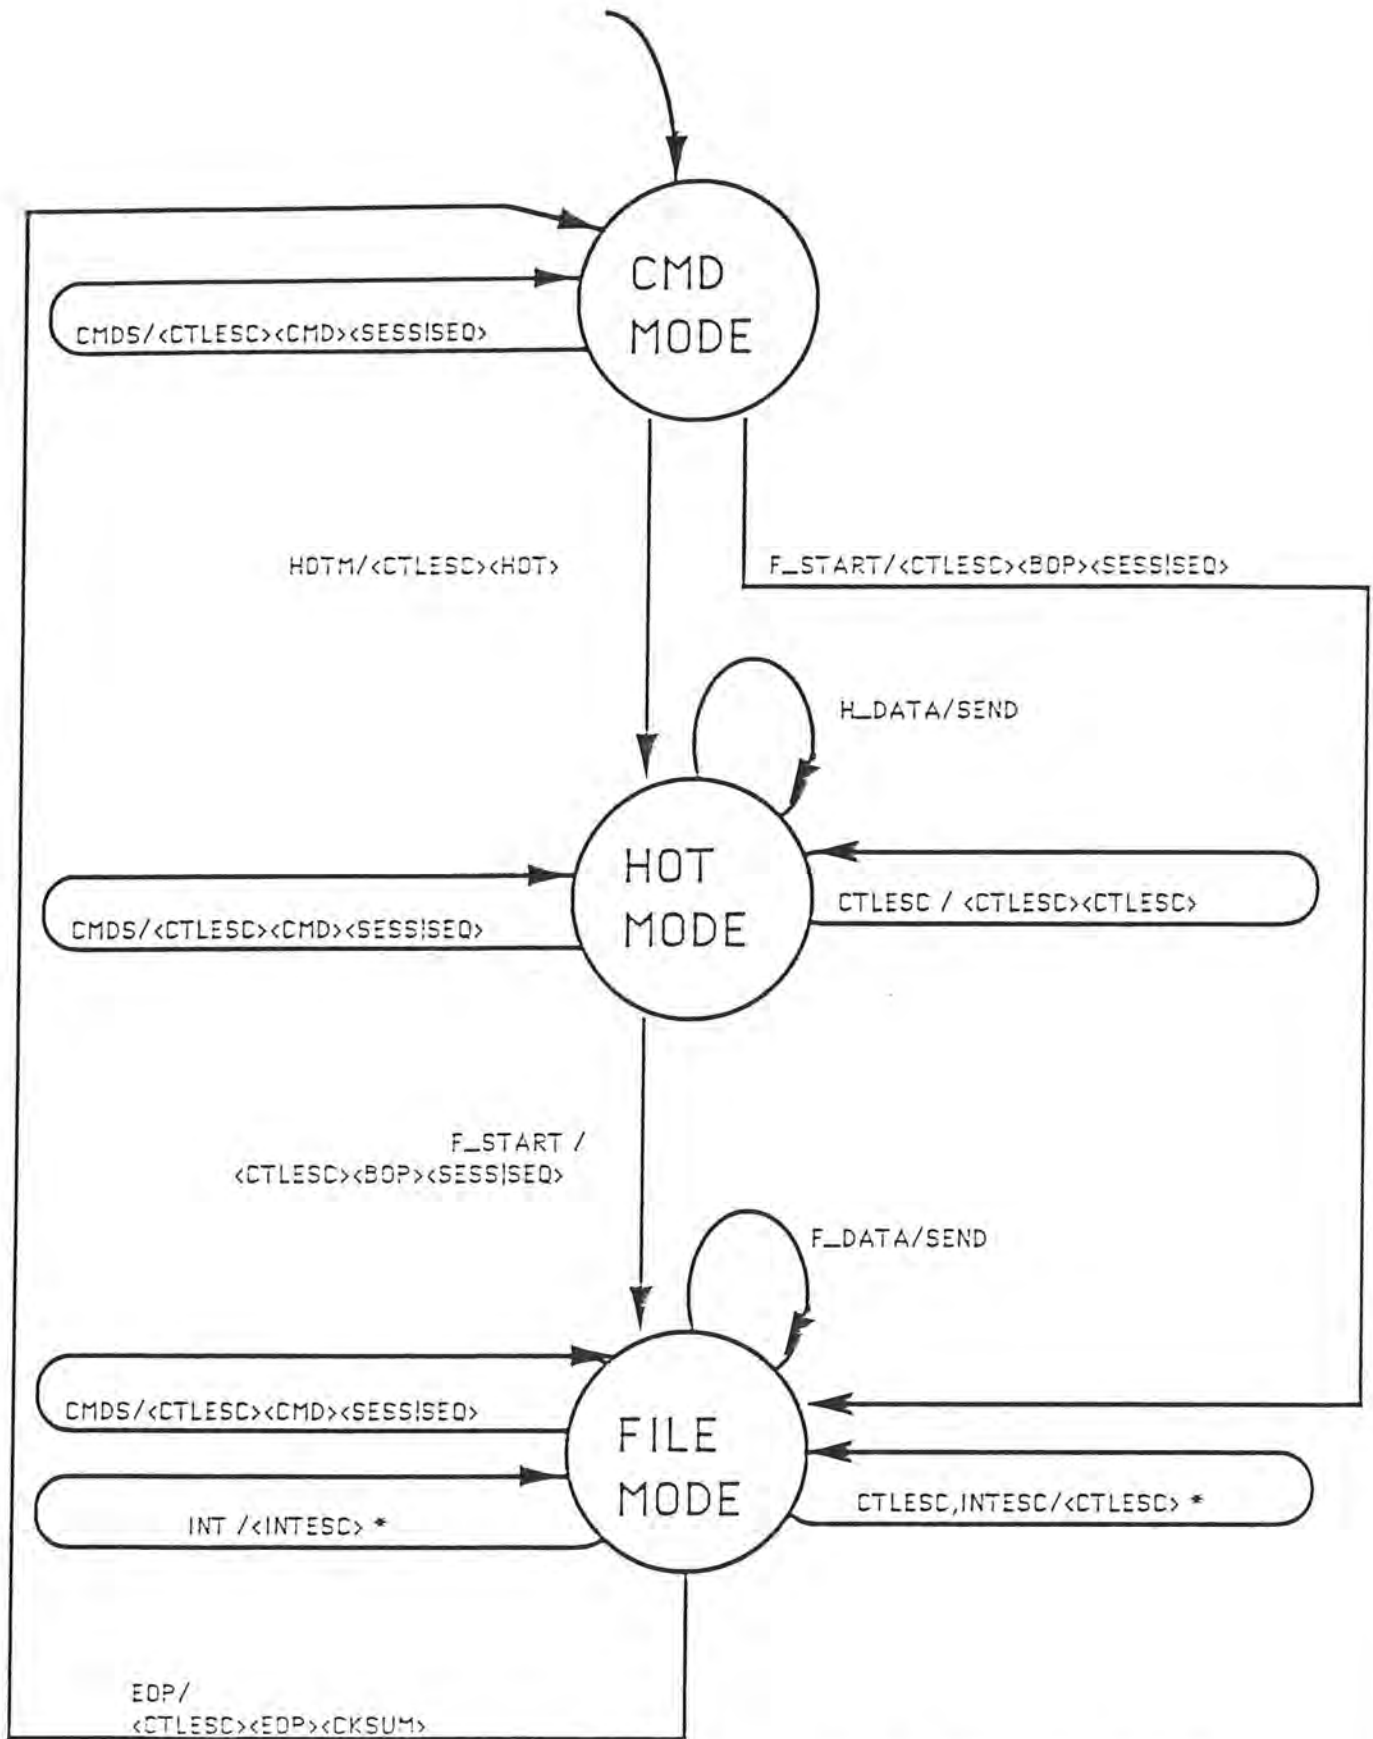 CMD
MODE
CMDS/<CTLESC><CMD><SESS|SEQ>
HOTM/<CTLESC><HOT>
F_START/<CTLESC><BOP><SESS|SEQ>
H_DATA/SEND
HOT
MODE
CTLESC / <CTLESC><CTLESC>
CMDS/<CTLESC><CMD><SESS|SEQ>
F_START /
<CTLESC><BOP><SESS|SEQ>
F_DATA/SEND
CMDS/<CTLESC><CMD><SESS|SEQ>
FILE
MODE
CTLESC,INTESC/<CTLESC> *
INT /<INTESC> *
EOP/
<CTLESC><EOP><CKSUM>